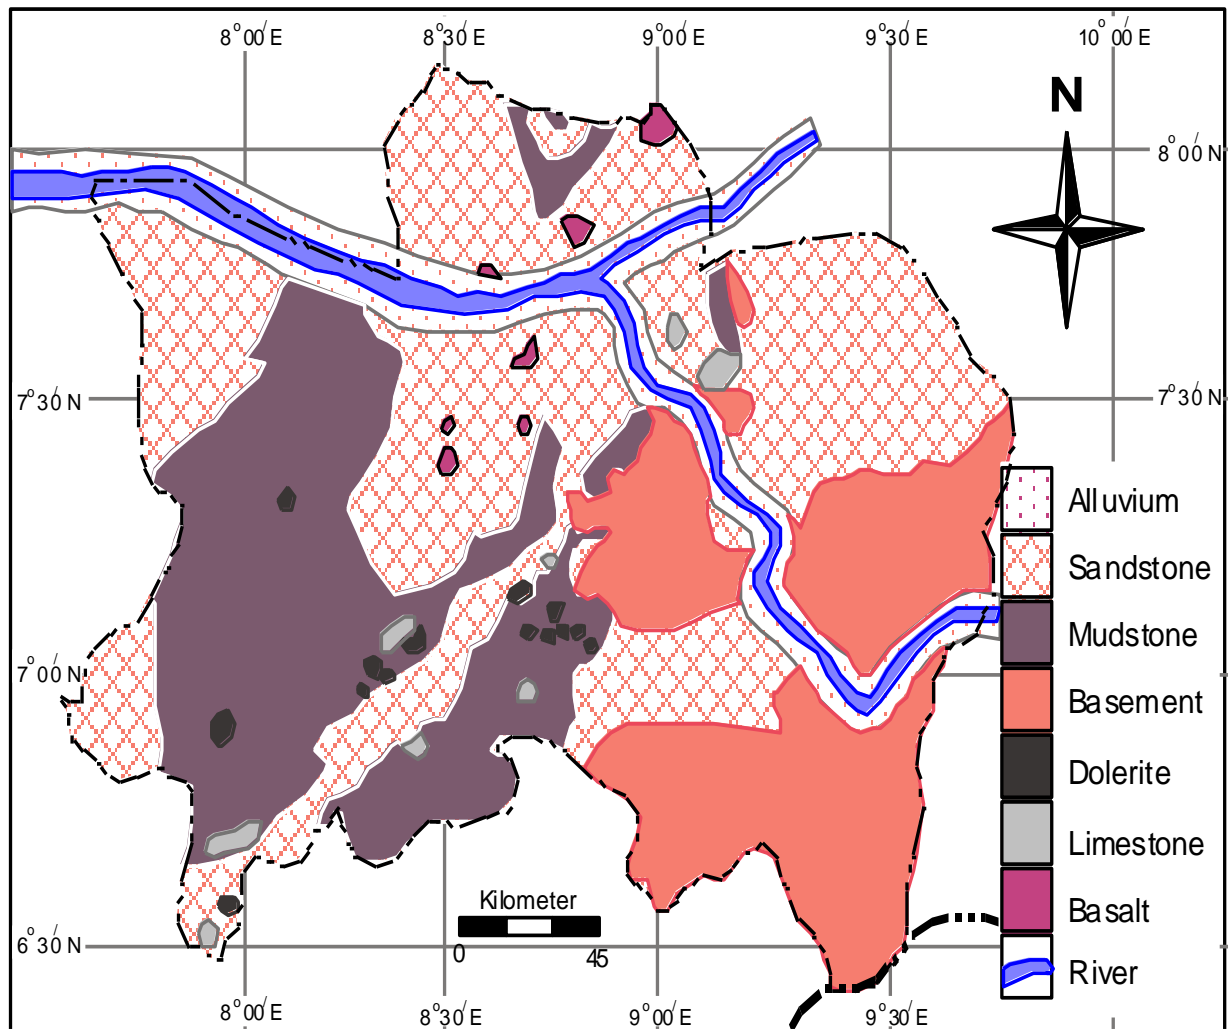 8°00′E 8°30′E 9°00′E 9°30′E 10°00′E
N
8°00′N
7°30′N 7°30′N
Alluvium
Sandstone
Mudstone
7°00′N
Basement
Dolerite
Limestone
Kilometer
Basalt
0 45
6°30′N
River
8°00′E 8°30′E 9°00′E 9°30′E